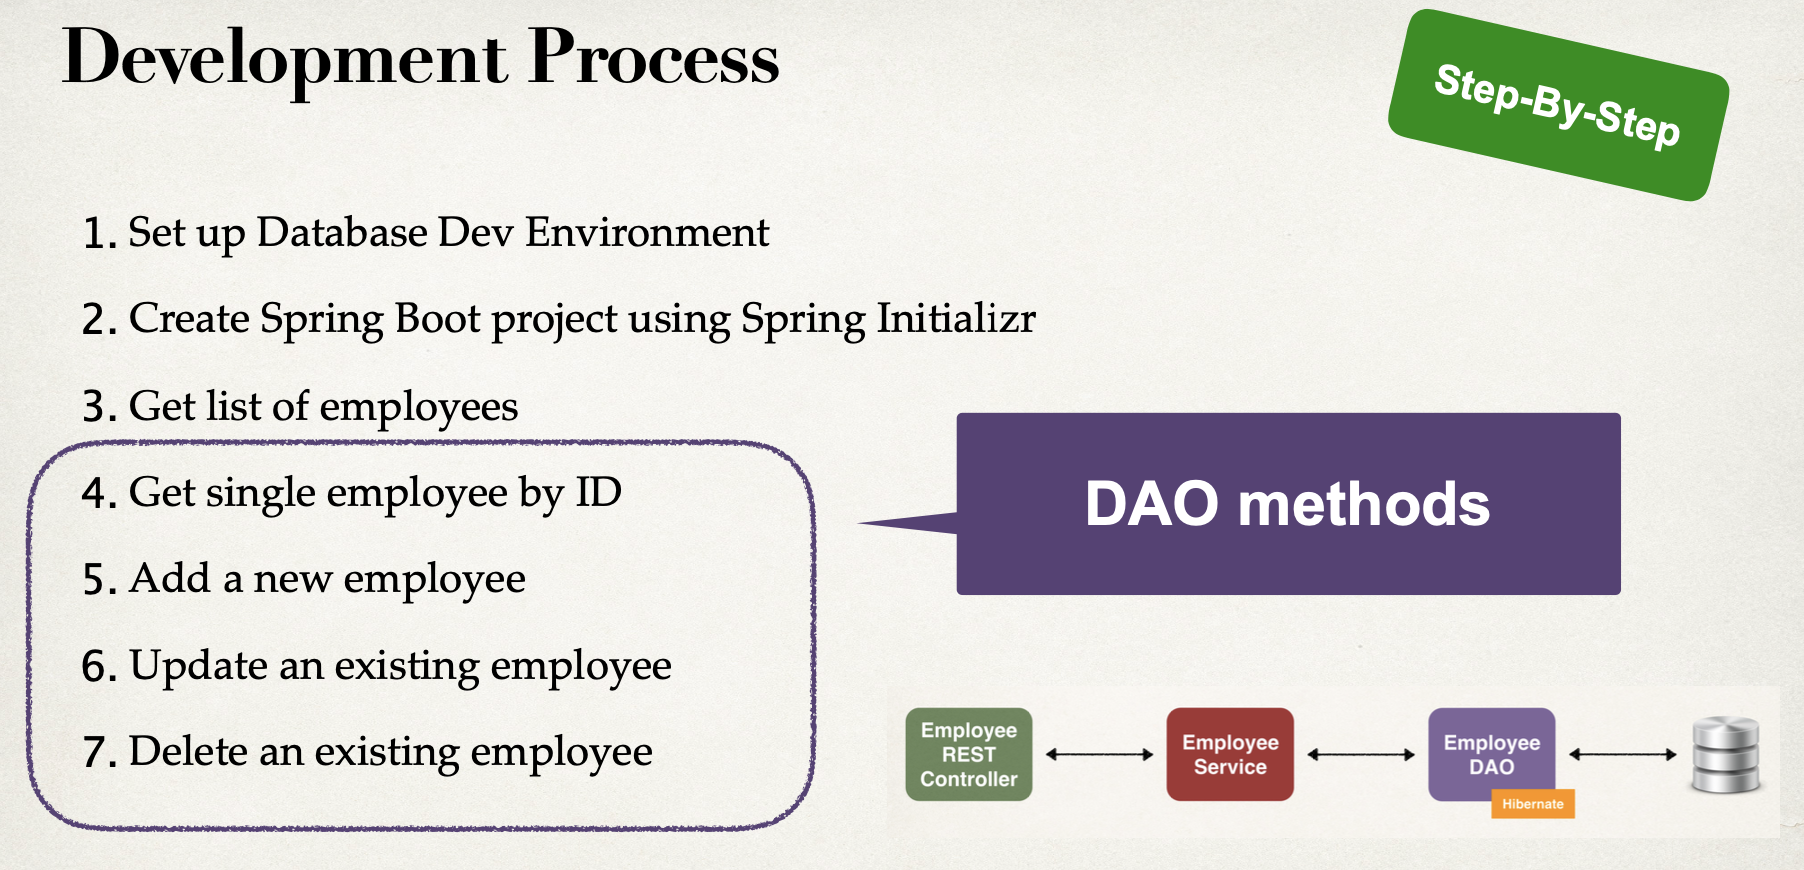 Development Process
Step-By-Step
1. Set up Database Dev Environment
2. Create Spring Boot project using Spring Initializr
3. Get list of employees
4. Get single employee by ID
5. Add a new employee
6. Update an existing employee
7. Delete an existing employee
DAO methods
Employee
REST
Controller
Employee
Service
Employee
DAO
Hibernate